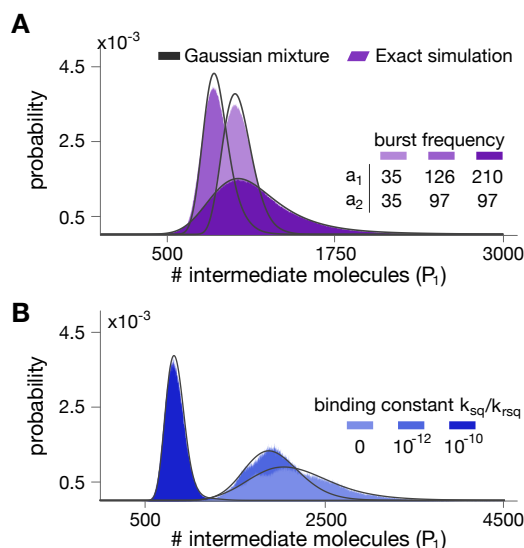 A
x10⁻³
Gaussian mixture Exact simulation
4.5
2.5
0.5
probability
burst frequency
a₁ 35 126 210
a₂ 35 97 97
500 1750 3000
# intermediate molecules (P₁)
B
x10⁻³
4.5
2.5
0.5
probability
binding constant k_sq/k_rsq
0 10⁻¹² 10⁻¹⁰
500 2500 4500
# intermediate molecules (P₁)